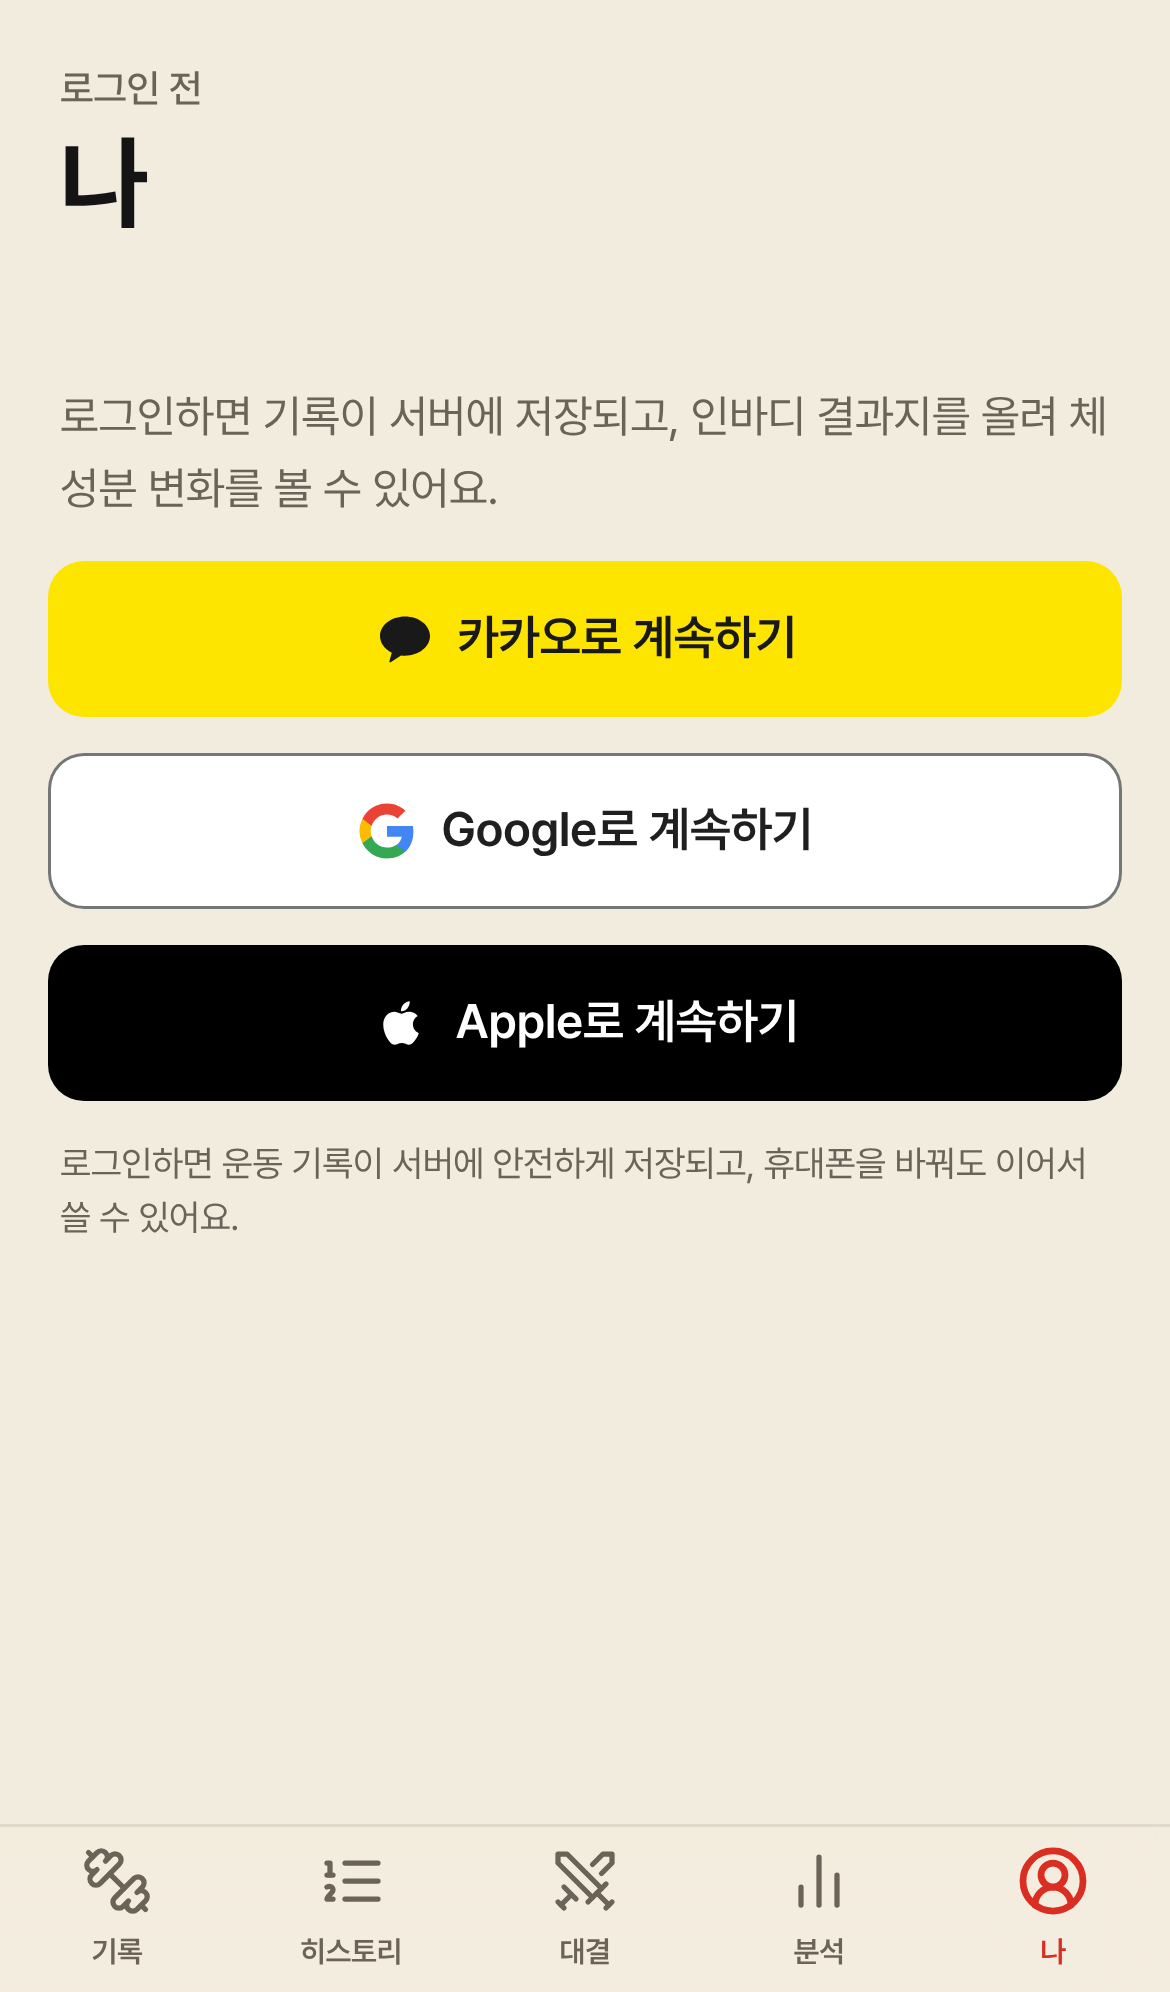 로그인 전
나
로그인하면 기록이 서버에 저장되고, 인바디 결과지를 올려 체
성분 변화를 볼 수 있어요.
카카오로 계속하기
Google로 계속하기
Apple로 계속하기
로그인하면 운동 기록이 서버에 안전하게 저장되고, 휴대폰을 바꿔도 이어서
쓸 수 있어요.
기록
히스토리
대결
분석
나